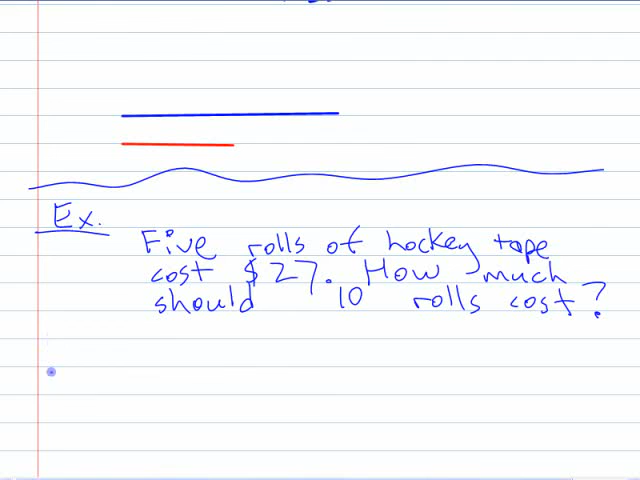 Ex.
Five rolls of hockey tape
cost $27. How much
should 10 rolls cost?